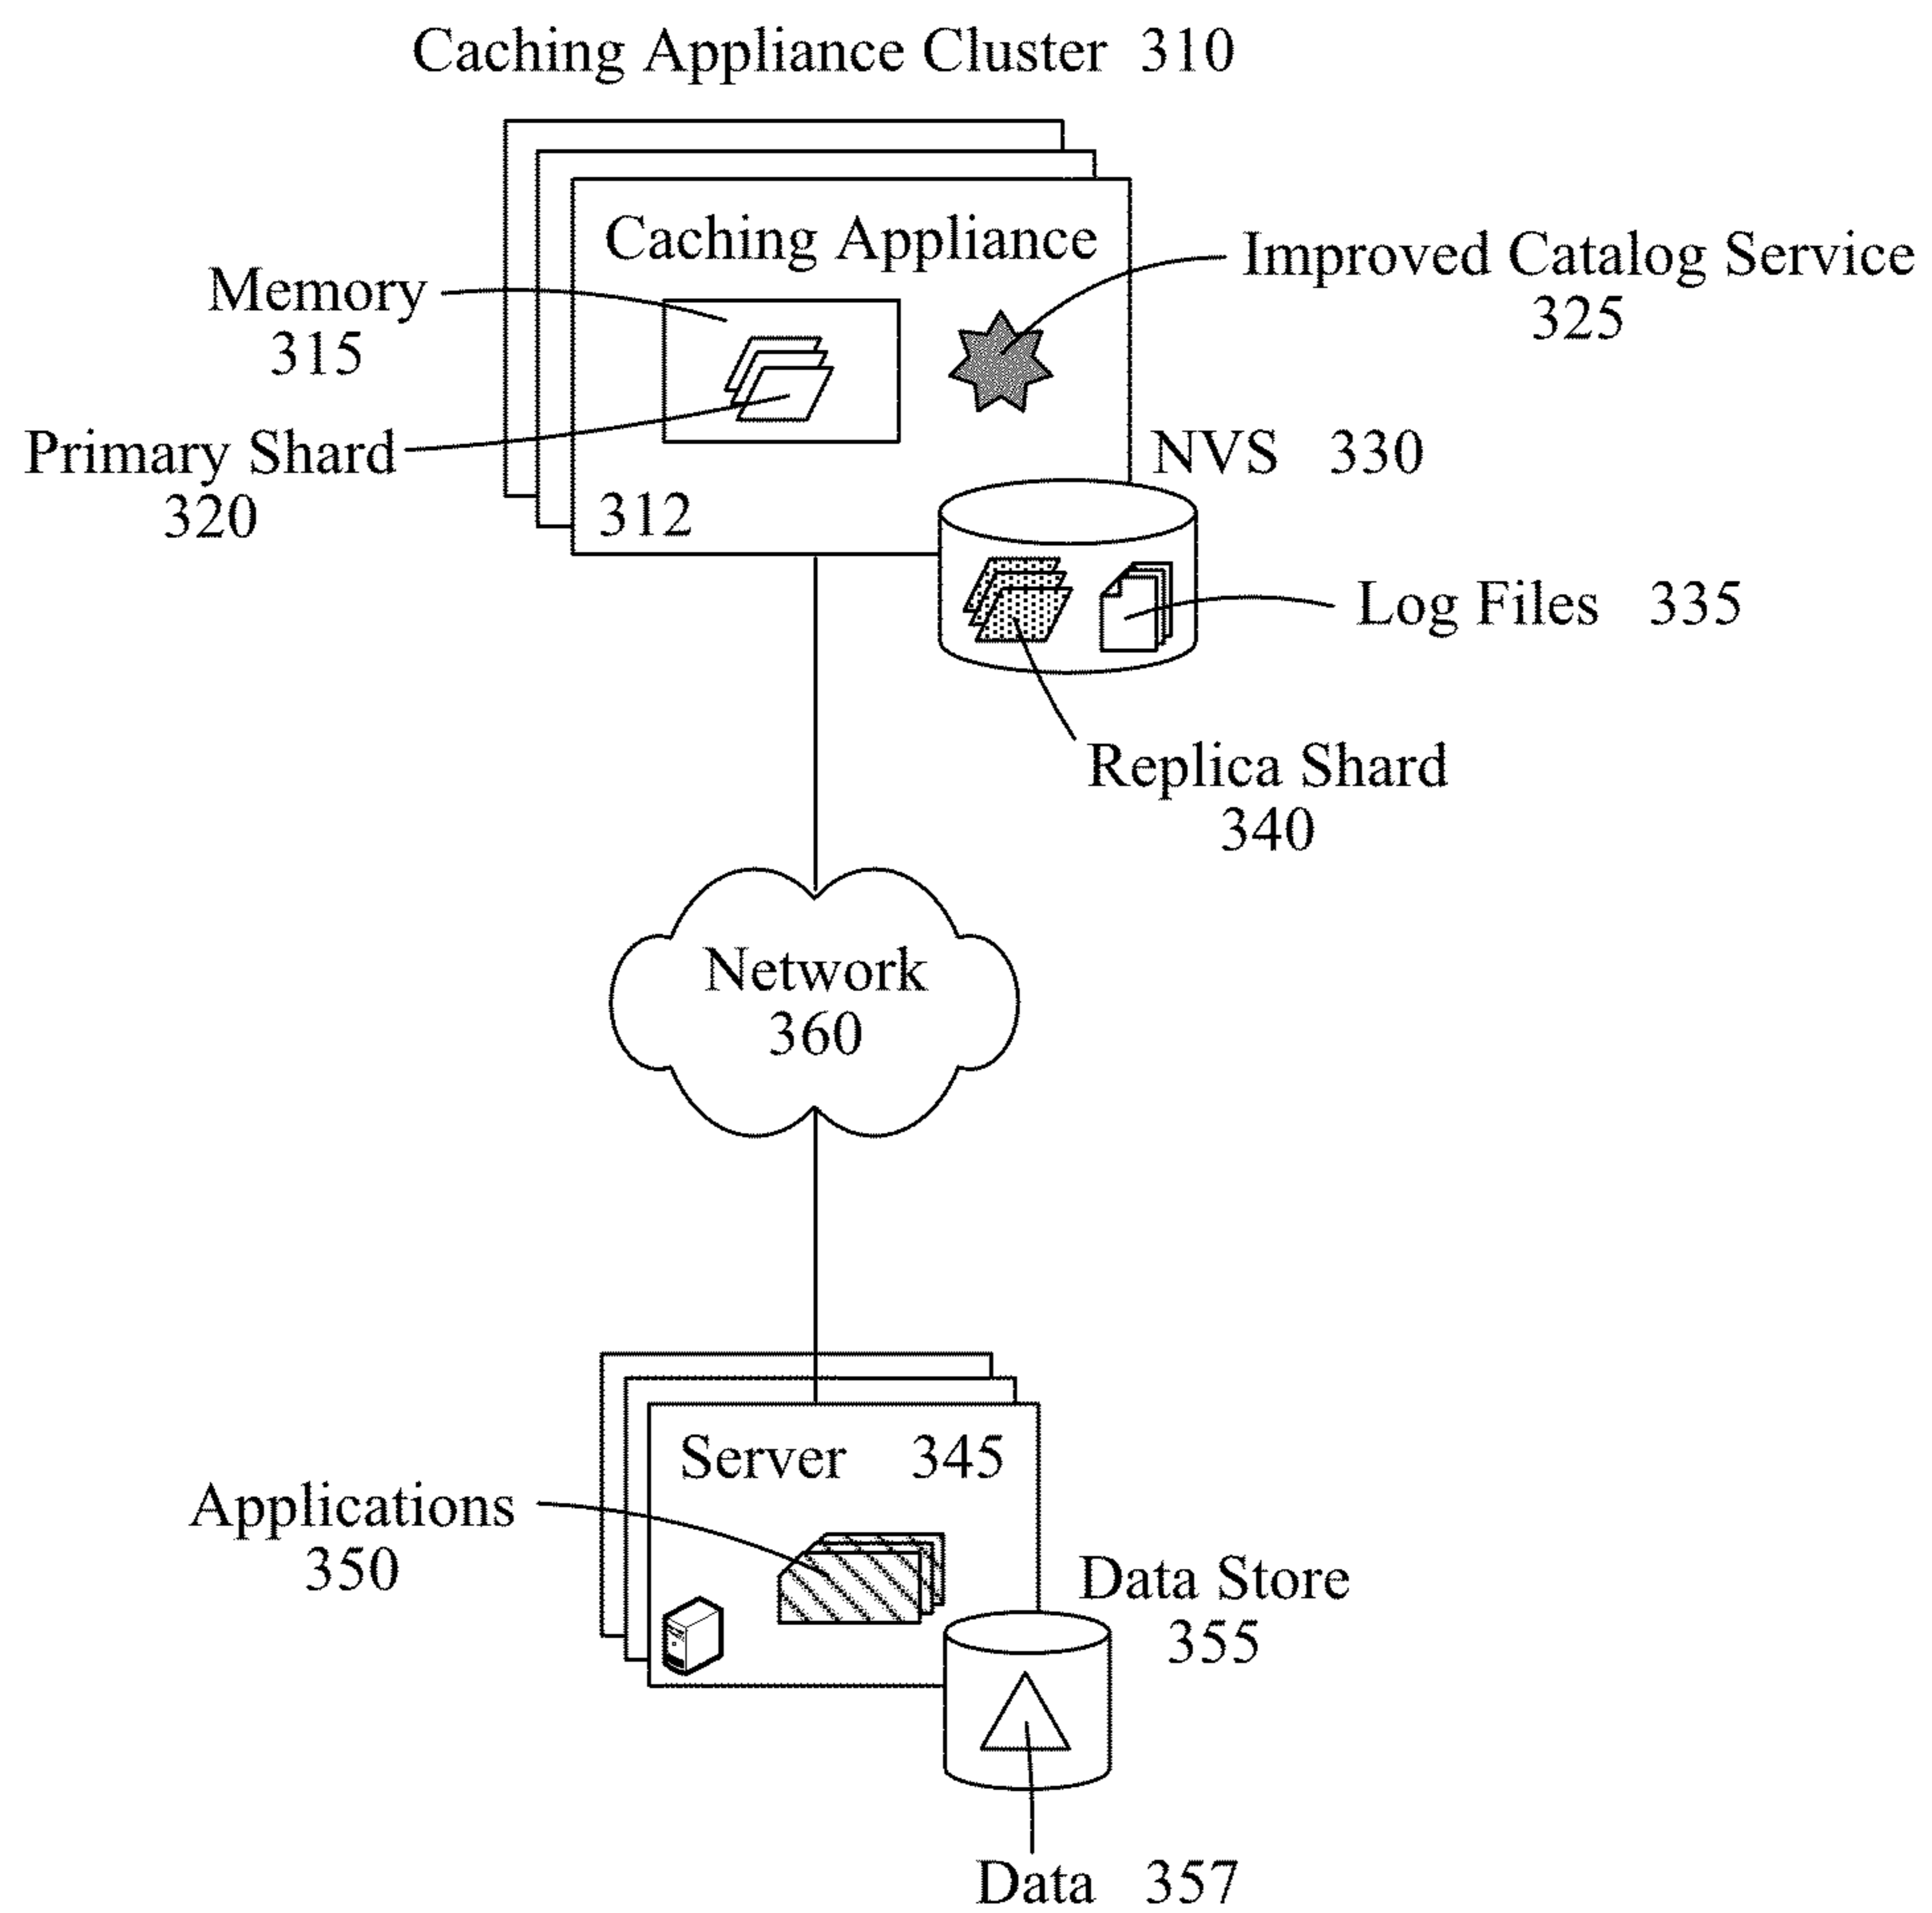 Caching Appliance Cluster 310
Caching Appliance
Improved Catalog Service
325
Memory
315
Primary Shard
320
312
NVS 330
Log Files 335
Replica Shard
340
Network
360
Server 345
Applications
350
Data Store
355
Data 357